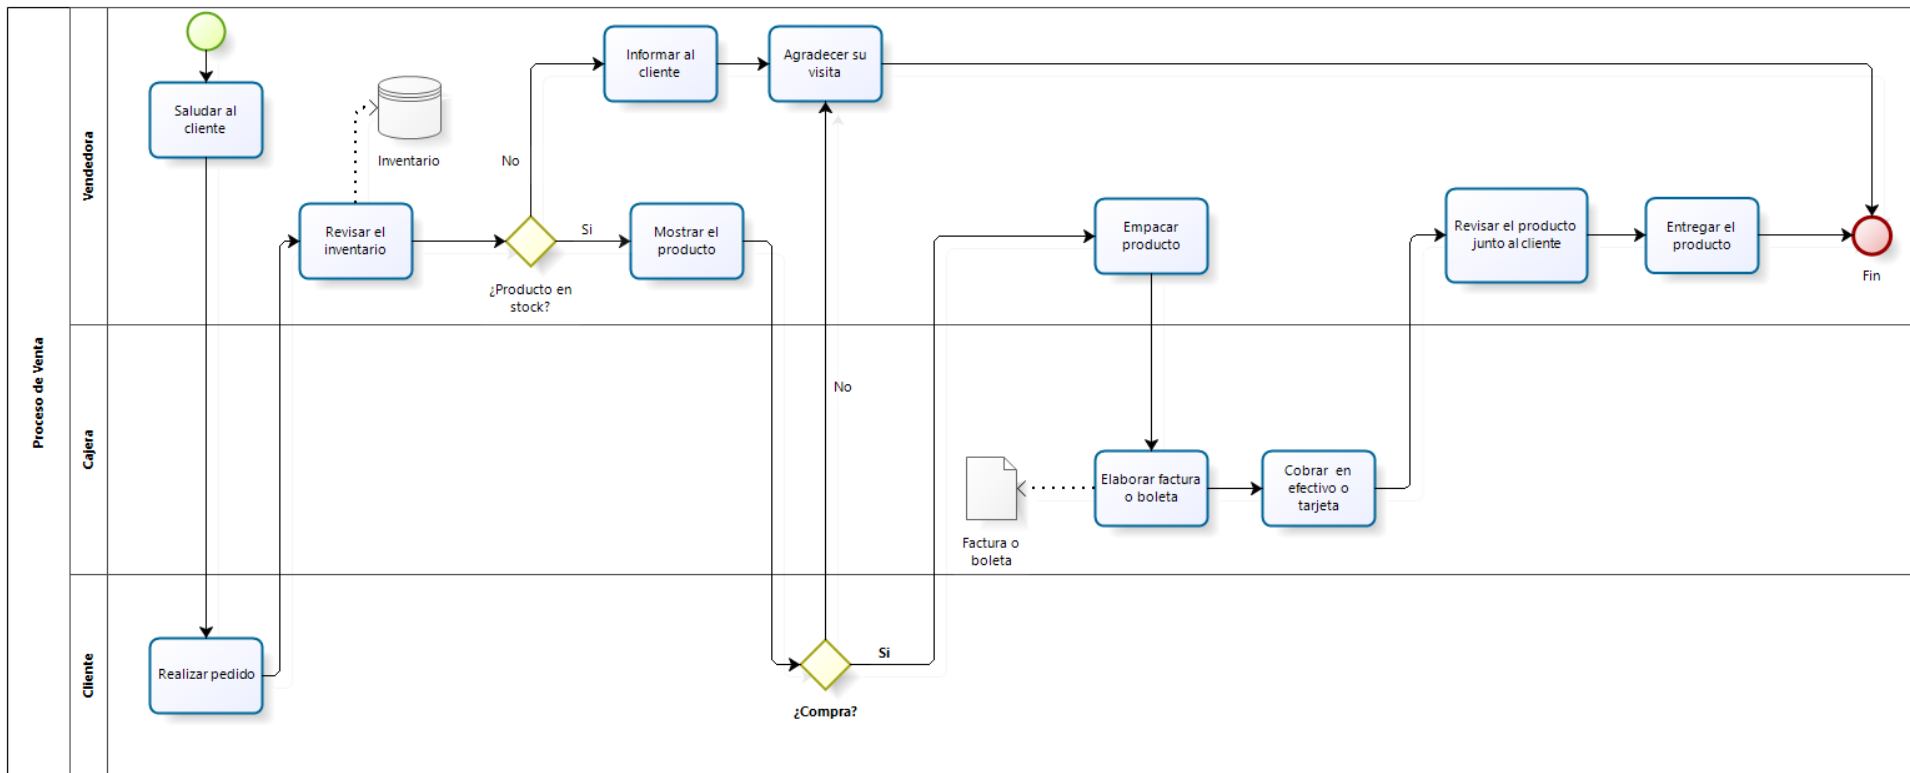 Proceso de Venta
Vendedora
Saludar al
cliente
Inventario
Revisar el
inventario
No
¿Producto en
stock?
Si
Informar al
cliente
Agradecer su
visita
Mostrar el
producto
Empacar
producto
Revisar el producto
junto al cliente
Entregar el
producto
Fin
Cajera
No
Factura o
boleta
Elaborar factura
o boleta
Cobrar en
efectivo o
tarjeta
Cliente
Realizar pedido
¿Compra?
Si